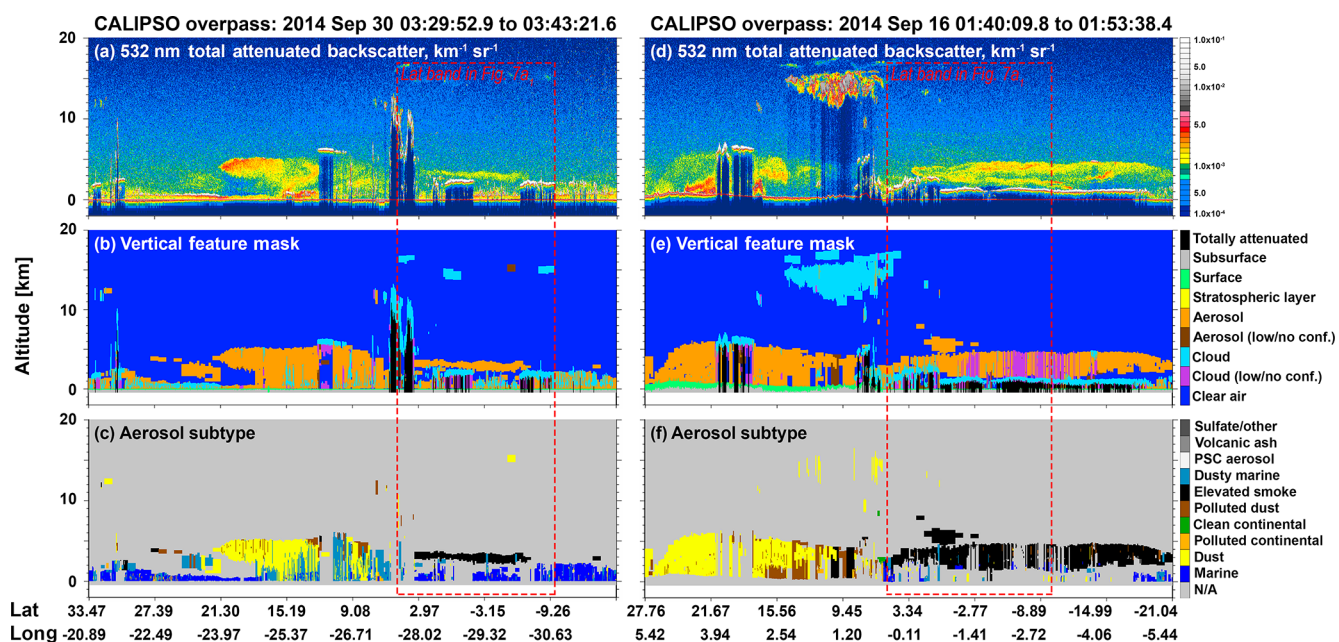 CALIPSO overpass: 2014 Sep 30 03:29:52.9 to 03:43:21.6
CALIPSO overpass: 2014 Sep 16 01:40:09.8 to 01:53:38.4
Altitude [km]
20
10
0
(a) 532 nm total attenuated backscatter, km⁻¹ sr⁻¹
Lat band in Fig. 7a,
(d) 532 nm total attenuated backscatter, km⁻¹ sr⁻¹
Lat band in Fig. 7e,
1.0x10⁻¹
5.0
1.0x10⁻²
5.0
1.0x10⁻³
5.0
1.0x10⁻⁴
20
10
0
(b) Vertical feature mask
(e) Vertical feature mask
Totally attenuated
Subsurface
Surface
Stratospheric layer
Aerosol
Aerosol (low/no conf.)
Cloud
Cloud (low/no conf.)
Clear air
20
10
0
(c) Aerosol subtype
(f) Aerosol subtype
Sulfate/other
Volcanic ash
PSC aerosol
Dusty marine
Elevated smoke
Polluted dust
Clean continental
Polluted continental
Dust
Marine
N/A
Lat 33.47 27.39 21.30 15.19 9.08 2.97 -3.15 -9.26 27.76 21.67 15.56 9.45 3.34 -2.77 -8.89 -14.99 -21.04
Long -20.89 -22.49 -23.97 -25.37 -26.71 -28.02 -29.32 -30.63 5.42 3.94 2.54 1.20 -0.11 -1.41 -2.72 -4.06 -5.44